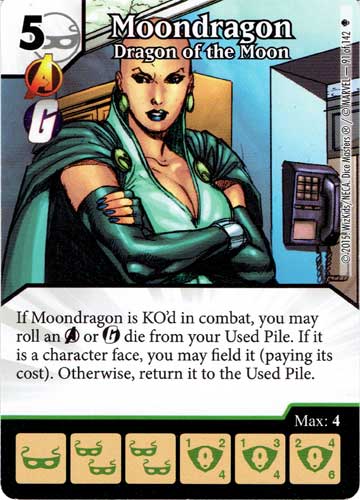 5
Moondragon
Dragon of the Moon
G
©2015 WizKids/NECA. Dice Masters ® / © MARVEL — 91 of 142
If Moondragon is KO'd in combat, you may
roll an A or G die from your Used Pile. If it
is a character face, you may field it (paying its
cost). Otherwise, return it to the Used Pile.
Max: 4
1 2 4
1 3 4
2 4 6